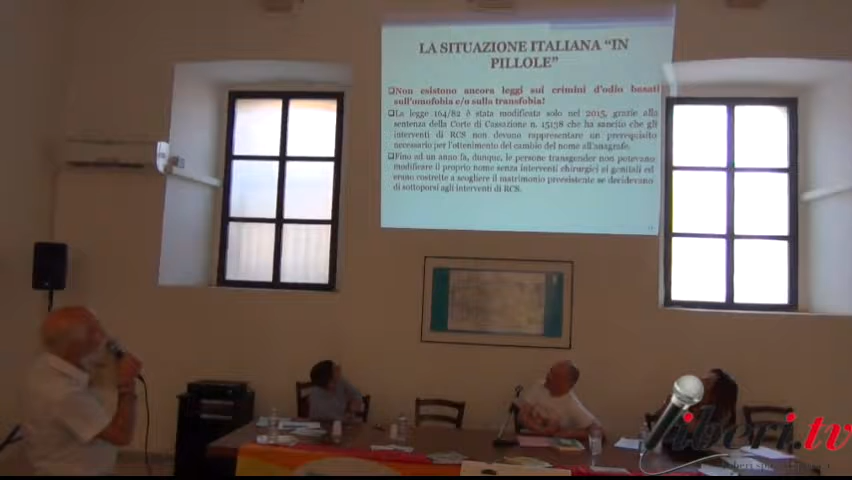 LA SITUAZIONE ITALIANA "IN
PILLOLE"
Non esistono ancora leggi sui crimini d'odio basati
sull'omofobia e/o sulla transfobia!
La legge 164/82 è stata modificata solo nel 2015, grazie alla
sentenza della Corte di Cassazione n. 15138 che ha sancito che gli
interventi di RCS non devono rappresentare un prerequisito
necessario per l'ottenimento del cambio del nome all'anagrafe.
Fino ad un anno fa, dunque, le persone transgender non potevano
modificare il proprio nome senza interventi chirurgici ai genitali ed
erano costrette a sciogliere il matrimonio preesistente se decidevano
di sottoporsi agli interventi di RCS.
liberi.tv